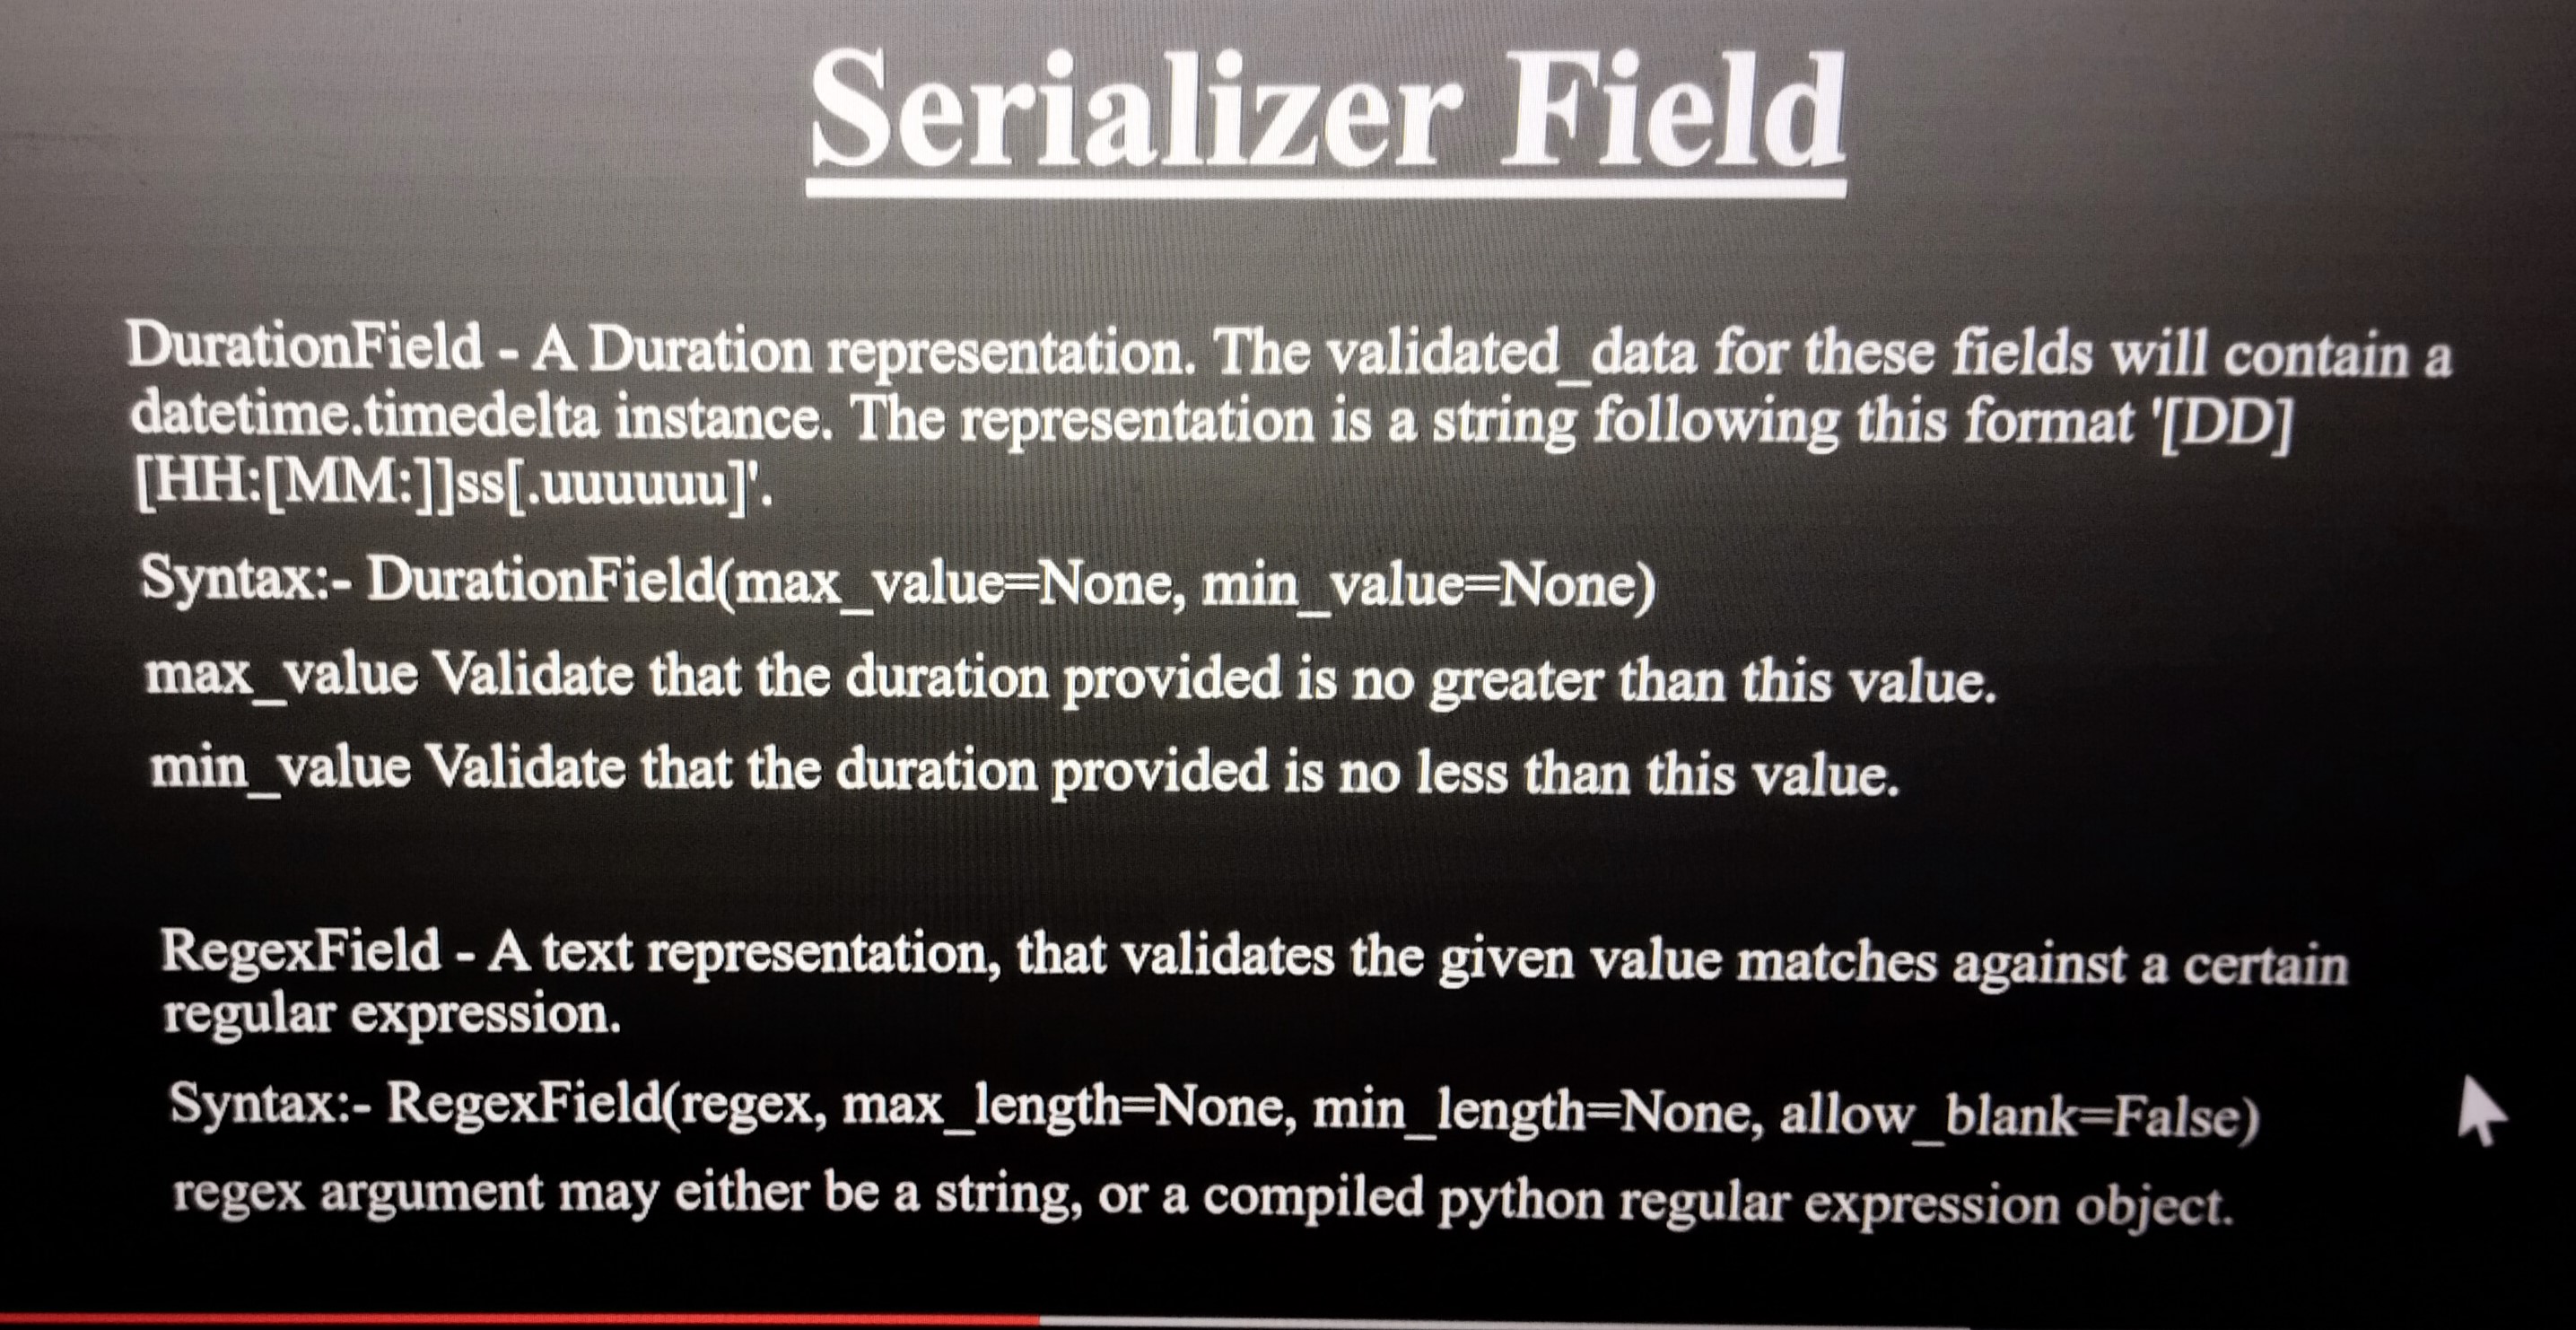 Serializer Field
DurationField - A Duration representation. The validated_data for these fields will contain a
datetime.timedelta instance. The representation is a string following this format '[DD]
[HH:[MM:]]ss[.uuuuuu]'.
Syntax:- DurationField(max_value=None, min_value=None)
max_value Validate that the duration provided is no greater than this value.
min_value Validate that the duration provided is no less than this value.
RegexField - A text representation, that validates the given value matches against a certain
regular expression.
Syntax:- RegexField(regex, max_length=None, min_length=None, allow_blank=False)
regex argument may either be a string, or a compiled python regular expression object.